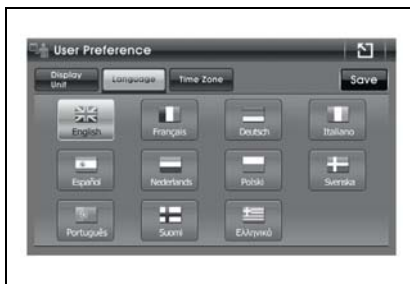 User Preference
Display
Unit
Language
Time Zone
Save
English
Français
Deutsch
Italiano
Español
Nederlands
Polski
Svenska
Português
Suomi
Ελληνικά